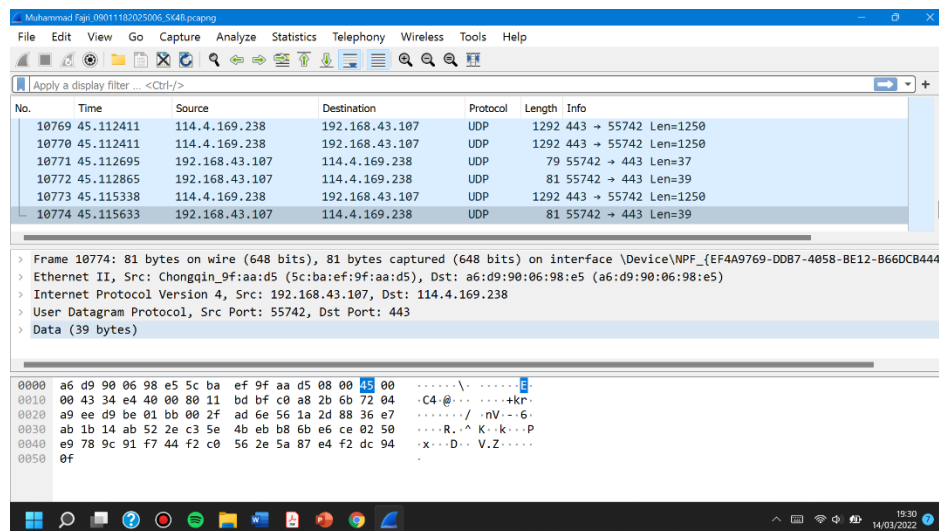 Muhammad Fajri_09011182025006_SK4B.pcapng
File Edit View Go Capture Analyze Statistics Telephony Wireless Tools Help
Apply a display filter ... <Ctrl-/>
No. Time Source Destination Protocol Length Info
10769 45.112411 114.4.169.238 192.168.43.107 UDP 1292 443 → 55742 Len=1250
10770 45.112411 114.4.169.238 192.168.43.107 UDP 1292 443 → 55742 Len=1250
10771 45.112695 192.168.43.107 114.4.169.238 UDP 79 55742 → 443 Len=37
10772 45.112865 192.168.43.107 114.4.169.238 UDP 81 55742 → 443 Len=39
10773 45.115338 114.4.169.238 192.168.43.107 UDP 1292 443 → 55742 Len=1250
10774 45.115633 192.168.43.107 114.4.169.238 UDP 81 55742 → 443 Len=39
Frame 10774: 81 bytes on wire (648 bits), 81 bytes captured (648 bits) on interface \Device\NPF_{EF4A9769-DDB7-4058-BE12-B66DCB444
Ethernet II, Src: Chongqin_9f:aa:d5 (5c:ba:ef:9f:aa:d5), Dst: a6:d9:90:06:98:e5 (a6:d9:90:06:98:e5)
Internet Protocol Version 4, Src: 192.168.43.107, Dst: 114.4.169.238
User Datagram Protocol, Src Port: 55742, Dst Port: 443
Data (39 bytes)
0000 a6 d9 90 06 98 e5 5c ba ef 9f aa d5 08 00 45 00 ······\· ······E·
0010 00 43 34 e4 40 00 80 11 bd bf c0 a8 2b 6b 72 04 ·C4·@··· ····+kr·
0020 a9 ee d9 be 01 bb 00 2f ad 6e 56 1a 2d 88 36 e7 ·······/ ·nV·-·6·
0030 ab 1b 14 ab 52 2e c3 5e 4b eb b8 6b e6 ce 02 50 ····R.·^ K··k···P
0040 e9 78 9c 91 f7 44 f2 c0 56 2e 5a 87 e4 f2 dc 94 ·x···D·· V.Z·····
0050 0f ·
19:30
14/03/2022 7